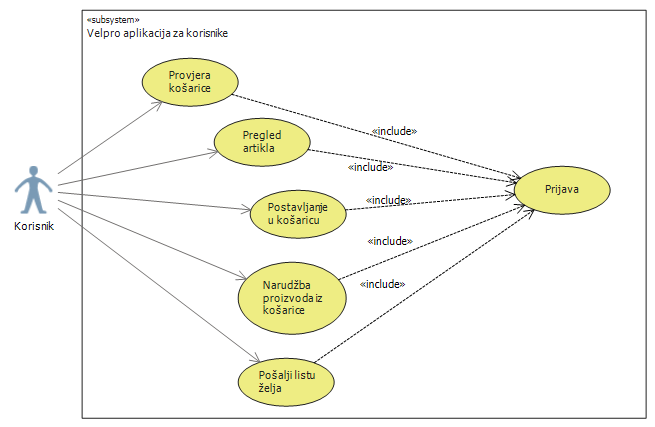 «subsystem»
Velpro aplikacija za korisnike
Provjera
košarice
«include»
Pregled
artikla
«include»
Prijava
Korisnik
Postavljanje
u košaricu
«include»
«include»
Narudžba
proizvoda iz
košarice
«include»
Pošalji listu
želja